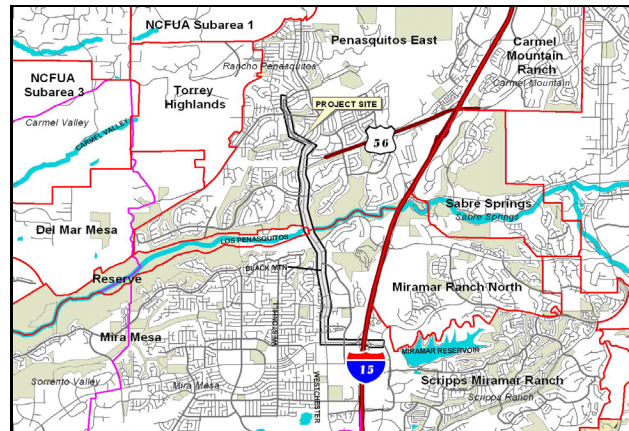 NCFUA Subarea 1
Penasquitos East
Carmel
Mountain
Ranch
Carmel Mountain
Rancho Penasquitos
NCFUA
Subarea 3
Torrey
Highlands
PROJECT SITE
Carmel Valley
CARMEL VALLEY
56
Sabre Springs
Sabre Springs
Del Mar Mesa
LOS PENASQUITOS
Reserve
BLACK MTN
Miramar Ranch North
Mira Mesa
WESTONHILL
MIRAMAR RESERVOIR
15
Sorrento Valley
Mira Mesa
WESTCHESTER
Scripps Miramar Ranch
Scripps Ranch